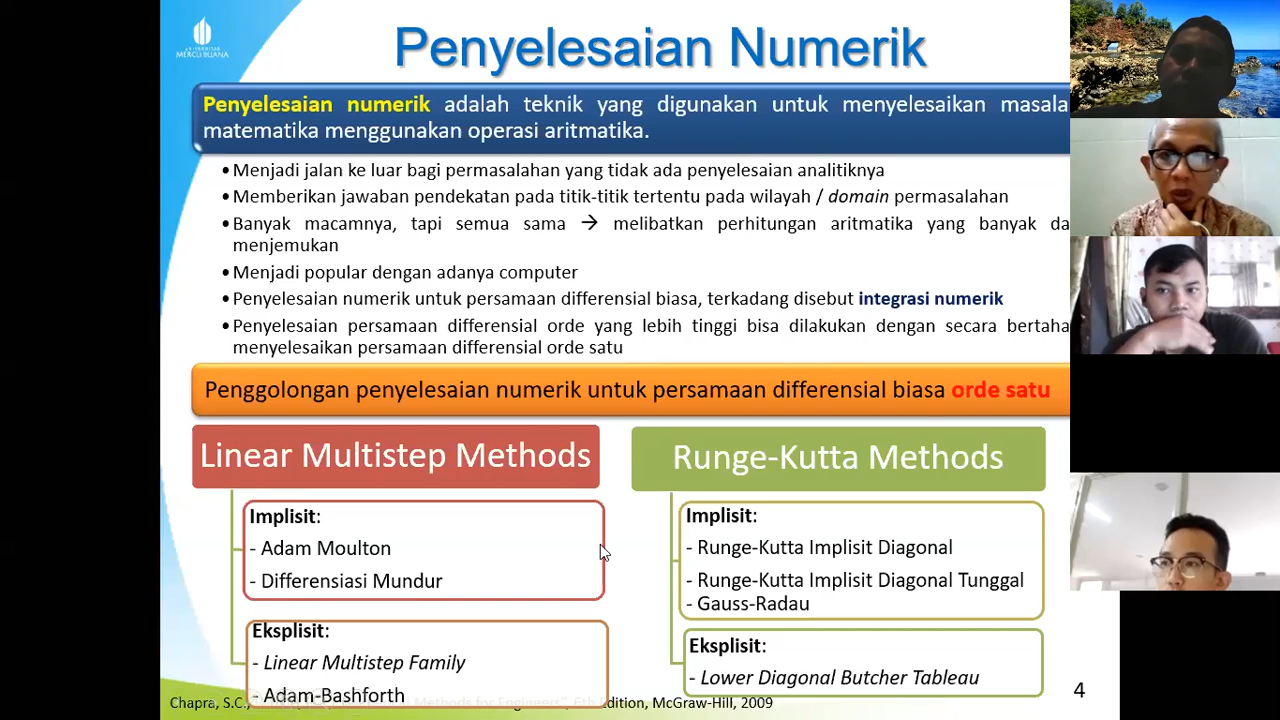 UNIVERSITAS
MERCU BUANA
Penyelesaian Numerik
Penyelesaian numerik adalah teknik yang digunakan untuk menyelesaikan masala
matematika menggunakan operasi aritmatika.
•Menjadi jalan ke luar bagi permasalahan yang tidak ada penyelesaian analitiknya
•Memberikan jawaban pendekatan pada titik-titik tertentu pada wilayah / domain permasalahan
•Banyak macamnya, tapi semua sama → melibatkan perhitungan aritmatika yang banyak da
menjemukan
•Menjadi popular dengan adanya computer
•Penyelesaian numerik untuk persamaan differensial biasa, terkadang disebut integrasi numerik
•Penyelesaian persamaan differensial orde yang lebih tinggi bisa dilakukan dengan secara bertaha
menyelesaikan persamaan differensial orde satu
Penggolongan penyelesaian numerik untuk persamaan differensial biasa orde satu
Linear Multistep Methods
Implisit:
- Adam Moulton
- Differensiasi Mundur
Eksplisit:
- Linear Multistep Family
- Adam-Bashforth
Runge-Kutta Methods
Implisit:
- Runge-Kutta Implisit Diagonal
- Runge-Kutta Implisit Diagonal Tunggal
- Gauss-Radau
Eksplisit:
- Lower Diagonal Butcher Tableau
Chapra, S.C., Methods for Engineers", 6th Edition, McGraw-Hill, 2009
4